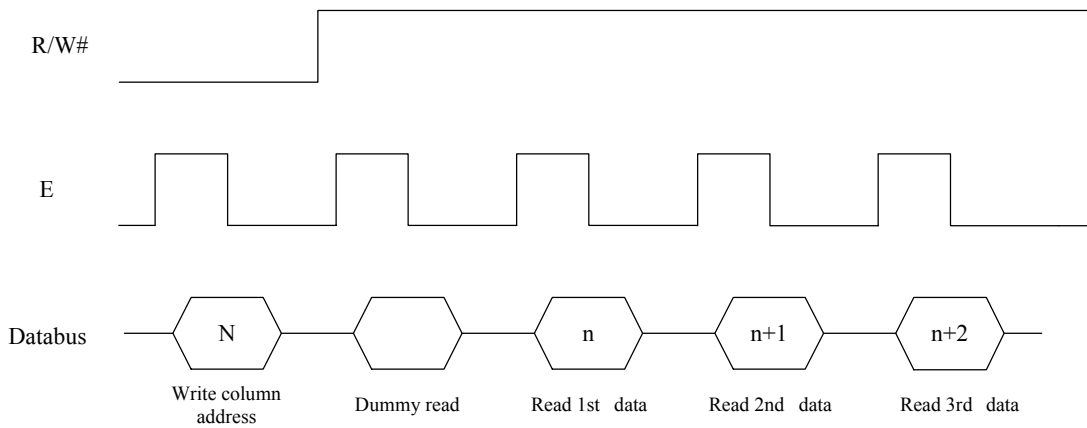 R/W#
E
Databus
N
n
n+1
n+2
Write column
address
Dummy read
Read 1st data
Read 2nd data
Read 3rd data